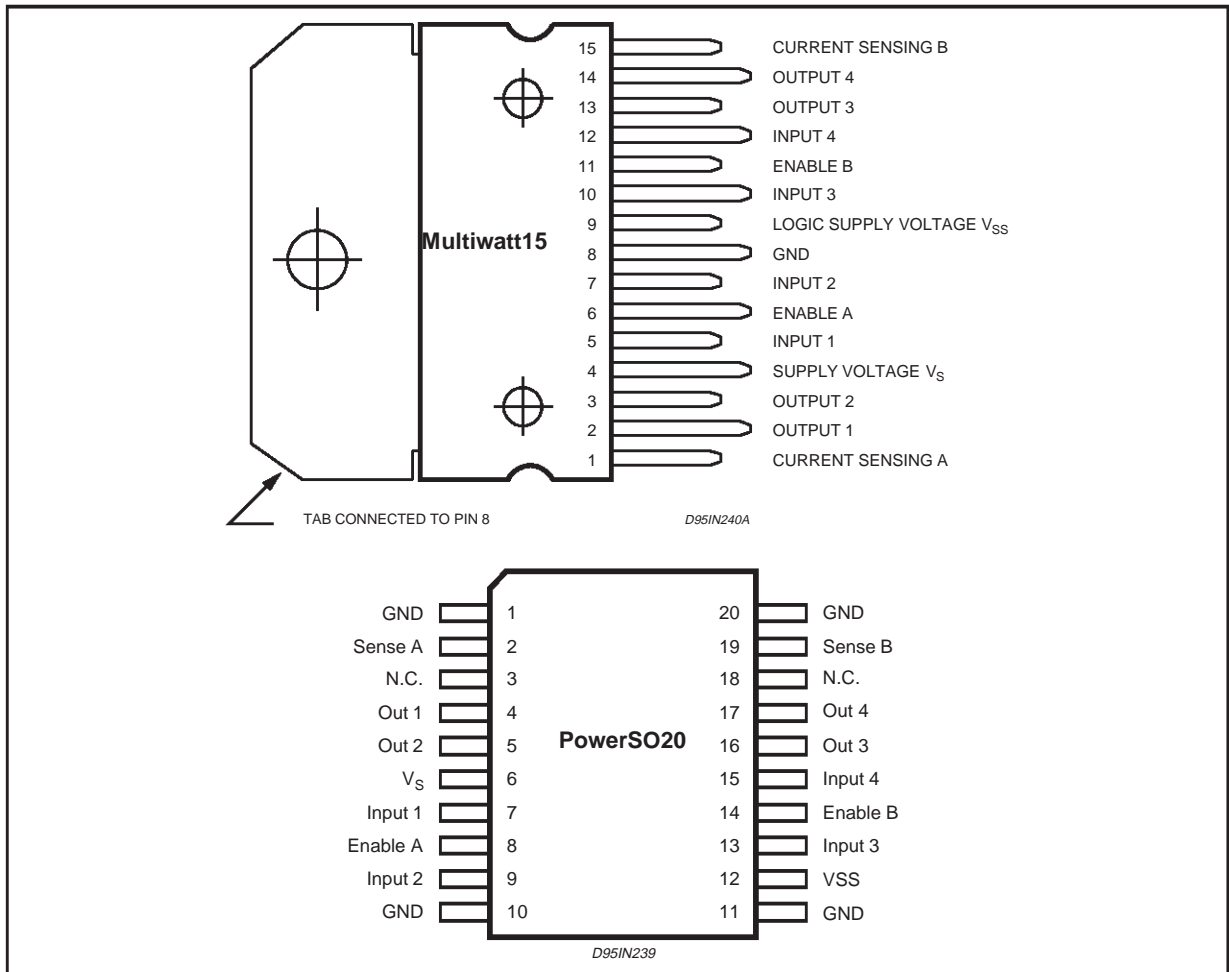 15 CURRENT SENSING B
14 OUTPUT 4
13 OUTPUT 3
12 INPUT 4
11 ENABLE B
10 INPUT 3
9 LOGIC SUPPLY VOLTAGE VSS
Multiwatt15
8 GND
7 INPUT 2
6 ENABLE A
5 INPUT 1
4 SUPPLY VOLTAGE VS
3 OUTPUT 2
2 OUTPUT 1
1 CURRENT SENSING A
TAB CONNECTED TO PIN 8
D95IN240A
GND 1 20 GND
Sense A 2 19 Sense B
N.C. 3 18 N.C.
Out 1 4 17 Out 4
PowerSO20
Out 2 5 16 Out 3
VS 6 15 Input 4
Input 1 7 14 Enable B
Enable A 8 13 Input 3
Input 2 9 12 VSS
GND 10 11 GND
D95IN239